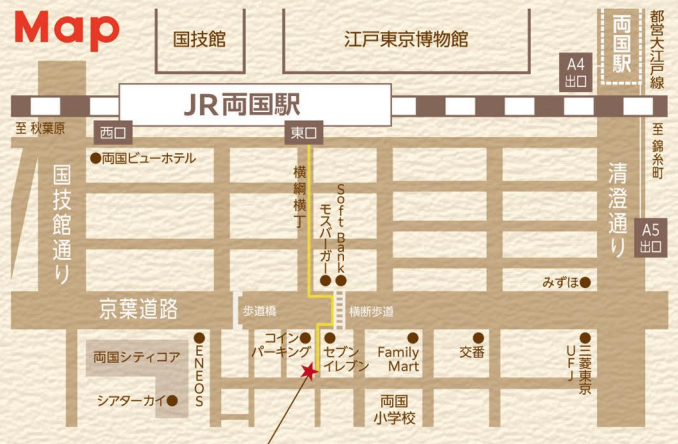 Map
国技館
江戸東京博物館
両国駅
都営大江戸線
A4
出口
JR両国駅
至 秋葉原
西口
東口
至 錦糸町
両国ビューホテル
国技館通り
横綱横丁
Soft Bank
モスバーガー
清澄通り
A5
出口
みずほ
京葉道路
歩道橋
横断歩道
両国シティコア
ENEOS
コイン
パーキング
セブン
イレブン
Family
Mart
交番
三菱東京
UFJ
シアターカイ
両国
小学校